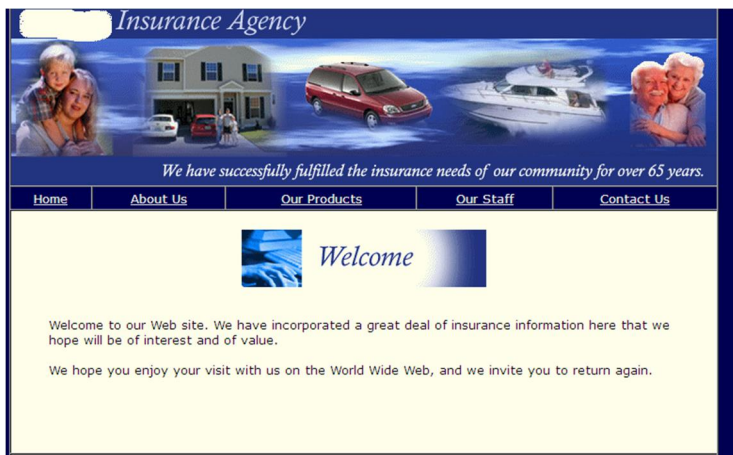 Insurance Agency
We have successfully fulfilled the insurance needs of our community for over 65 years.
Home About Us Our Products Our Staff Contact Us
Welcome
Welcome to our Web site. We have incorporated a great deal of insurance information here that we
hope will be of interest and of value.
We hope you enjoy your visit with us on the World Wide Web, and we invite you to return again.